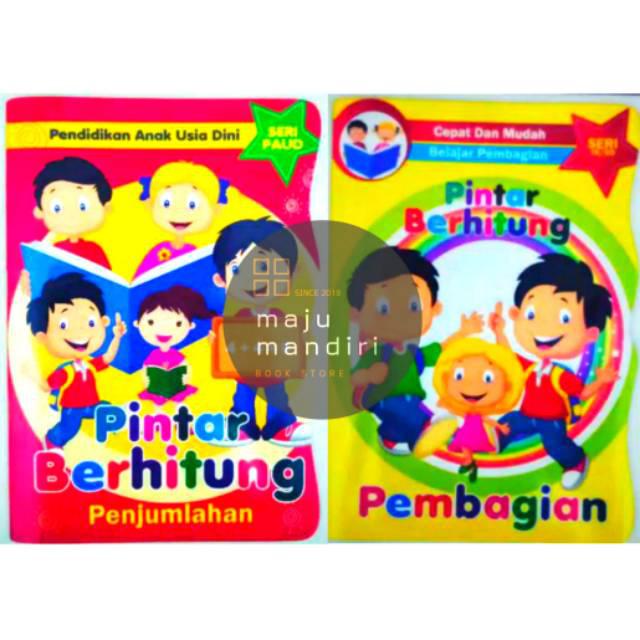 Pendidikan Anak Usia Dini
SERI
PAUD
Pintar
Berhitung
Penjumlahan
Cepat Dan Mudah
Belajar Pembagian
SERI
Pintar
Berhitung
Pembagian
SINCE 2019
maju
mandiri
BOOK STORE